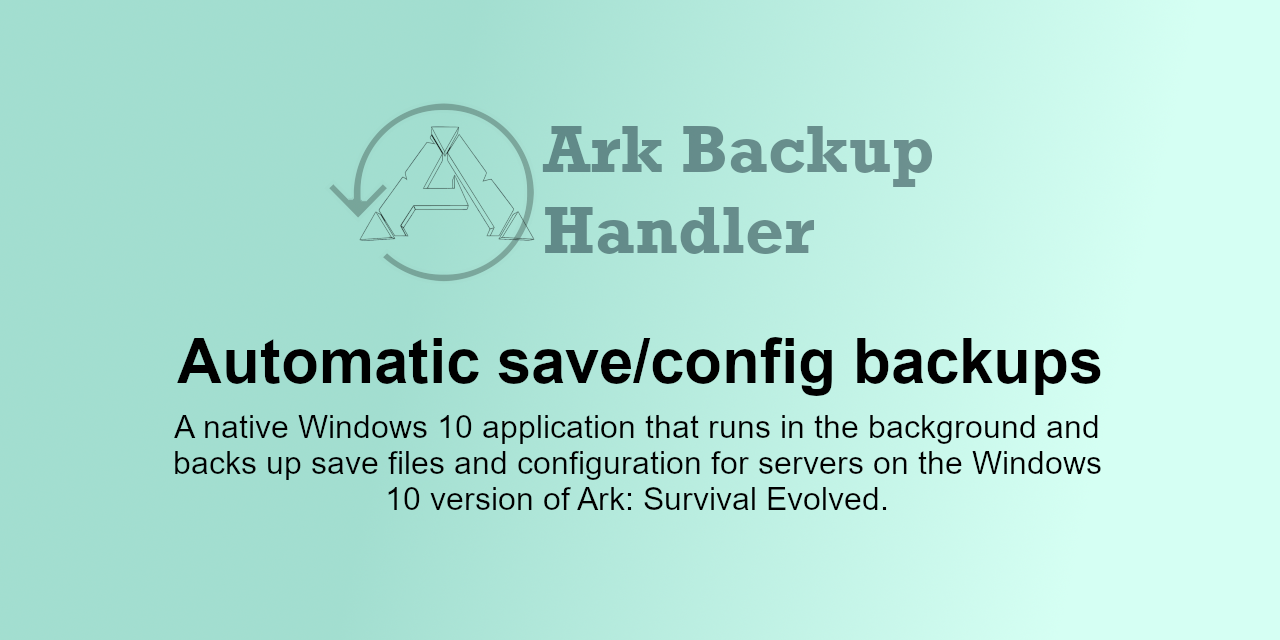 Ark Backup
Handler
Automatic save/config backups
A native Windows 10 application that runs in the background and
backs up save files and configuration for servers on the Windows
10 version of Ark: Survival Evolved.